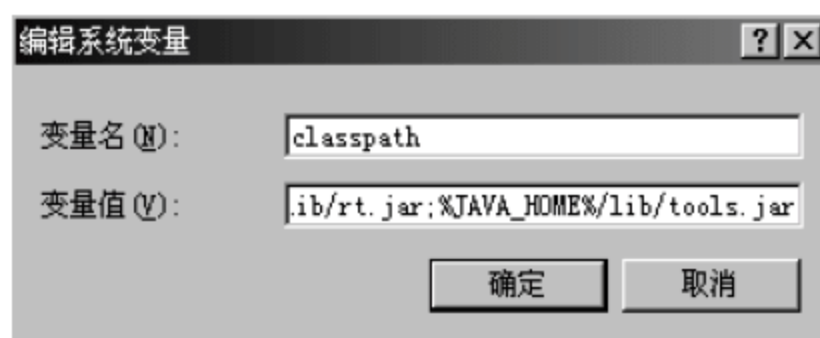 编辑系统变量
变量名(N): classpath
变量值(V): .ib/rt.jar;%JAVA_HOME%/lib/tools.jar
确定 取消